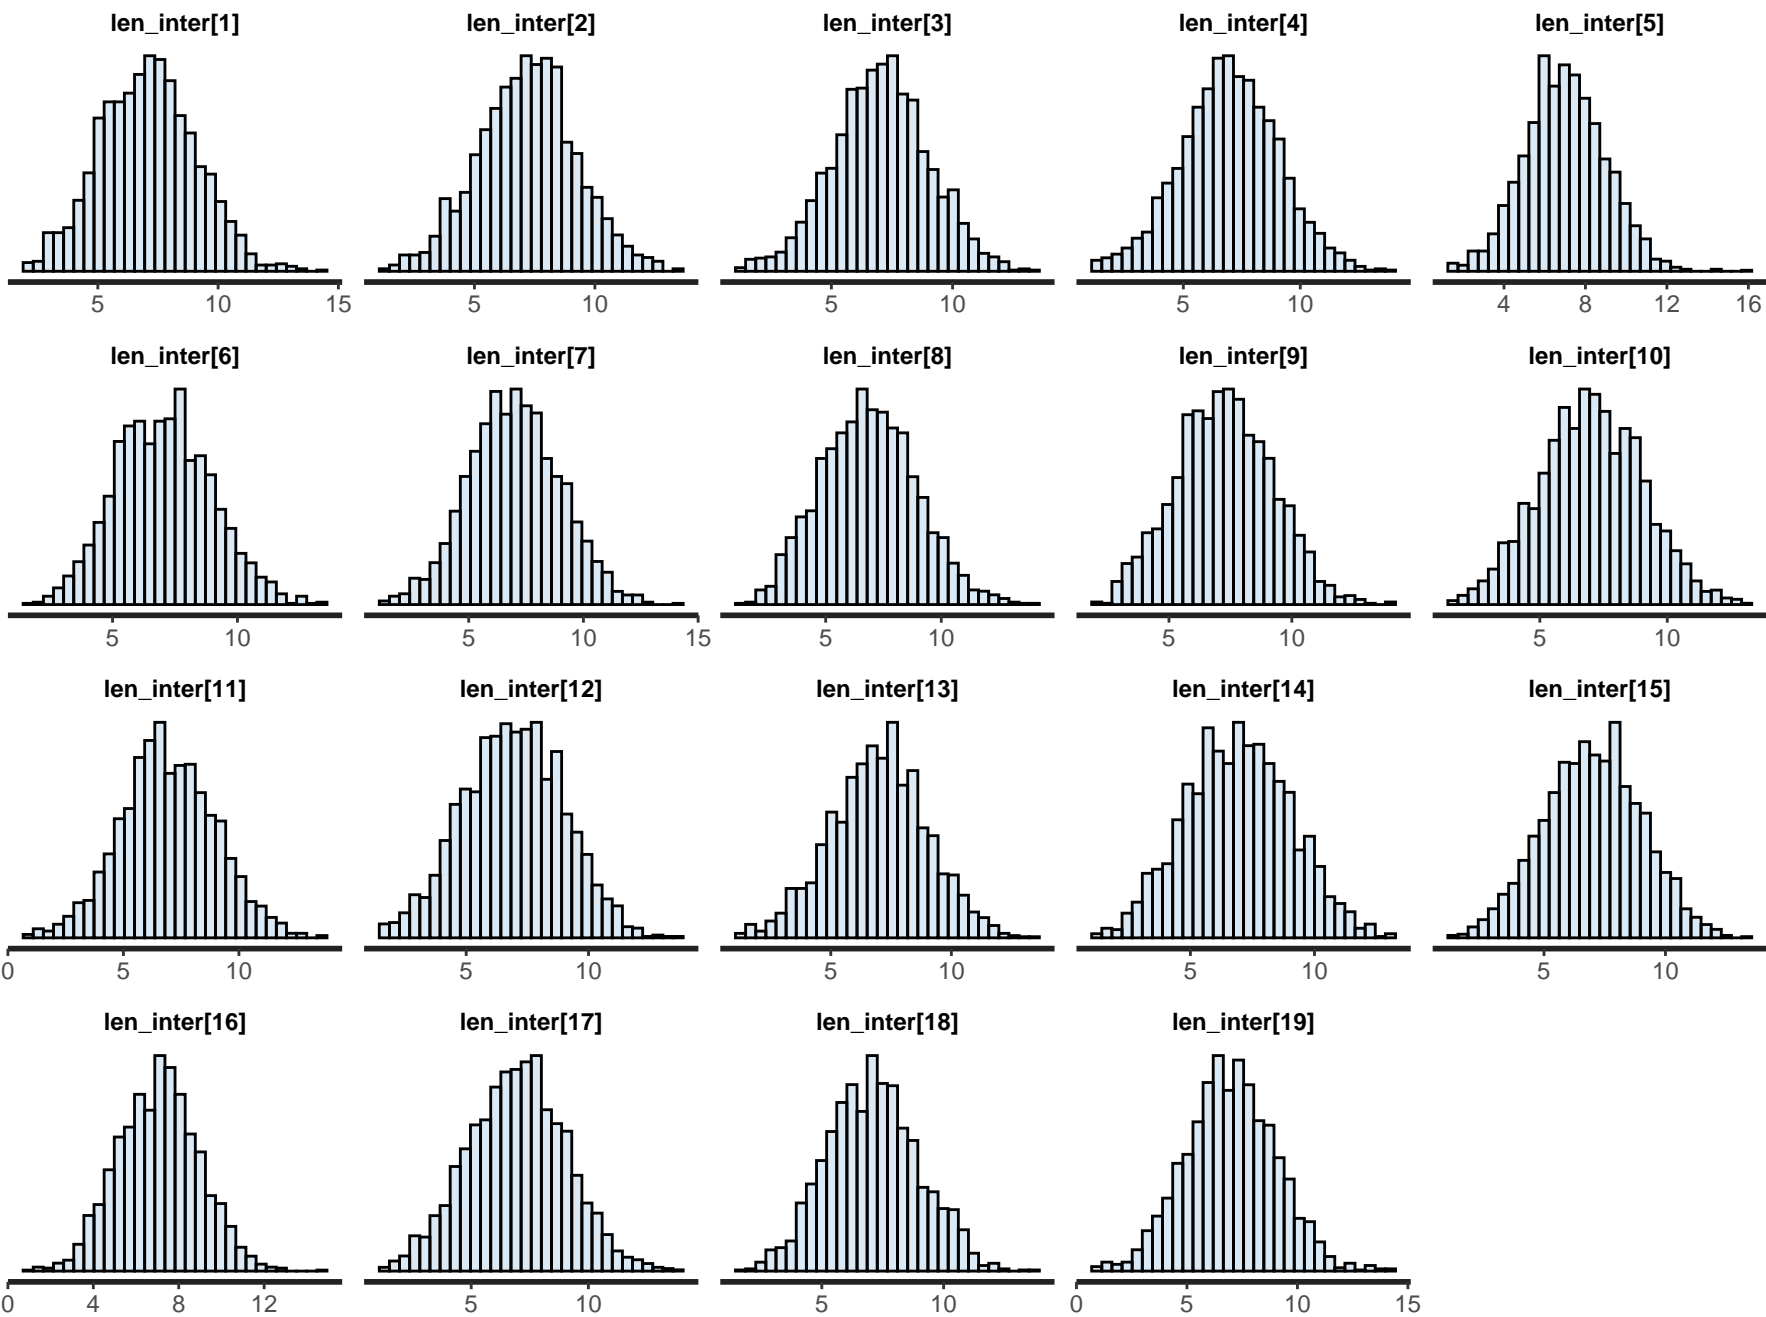 len_inter[1] len_inter[2] len_inter[3] len_inter[4] len_inter[5]
5 10 15 5 10 5 10 5 10 4 8 12 16
len_inter[6] len_inter[7] len_inter[8] len_inter[9] len_inter[10]
5 10 5 10 15 5 10 5 10 5 10
len_inter[11] len_inter[12] len_inter[13] len_inter[14] len_inter[15]
0 5 10 5 10 5 10 5 10 5 10
len_inter[16] len_inter[17] len_inter[18] len_inter[19]
0 4 8 12 5 10 5 10 0 5 10 15